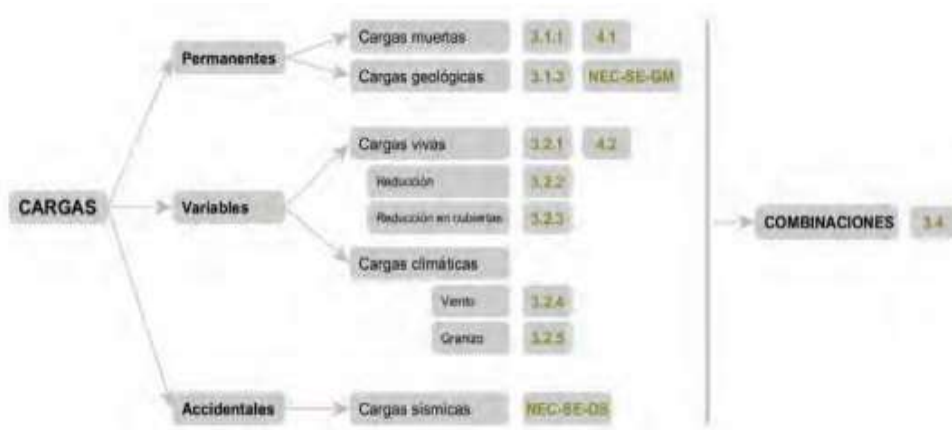 Permanentes
Cargas muertas 3.1.1 4.1
Cargas geológicas 3.1.3 NEC-SE-GM
CARGAS
Variables
Cargas vivas 3.2.1 4.2
Reducción 3.2.2
Reducción en cubiertas 3.2.3
Cargas climáticas
Viento 3.2.4
Granizo 3.2.5
Accidentales
Cargas sísmicas NEC-SE-DS
COMBINACIONES 3.4